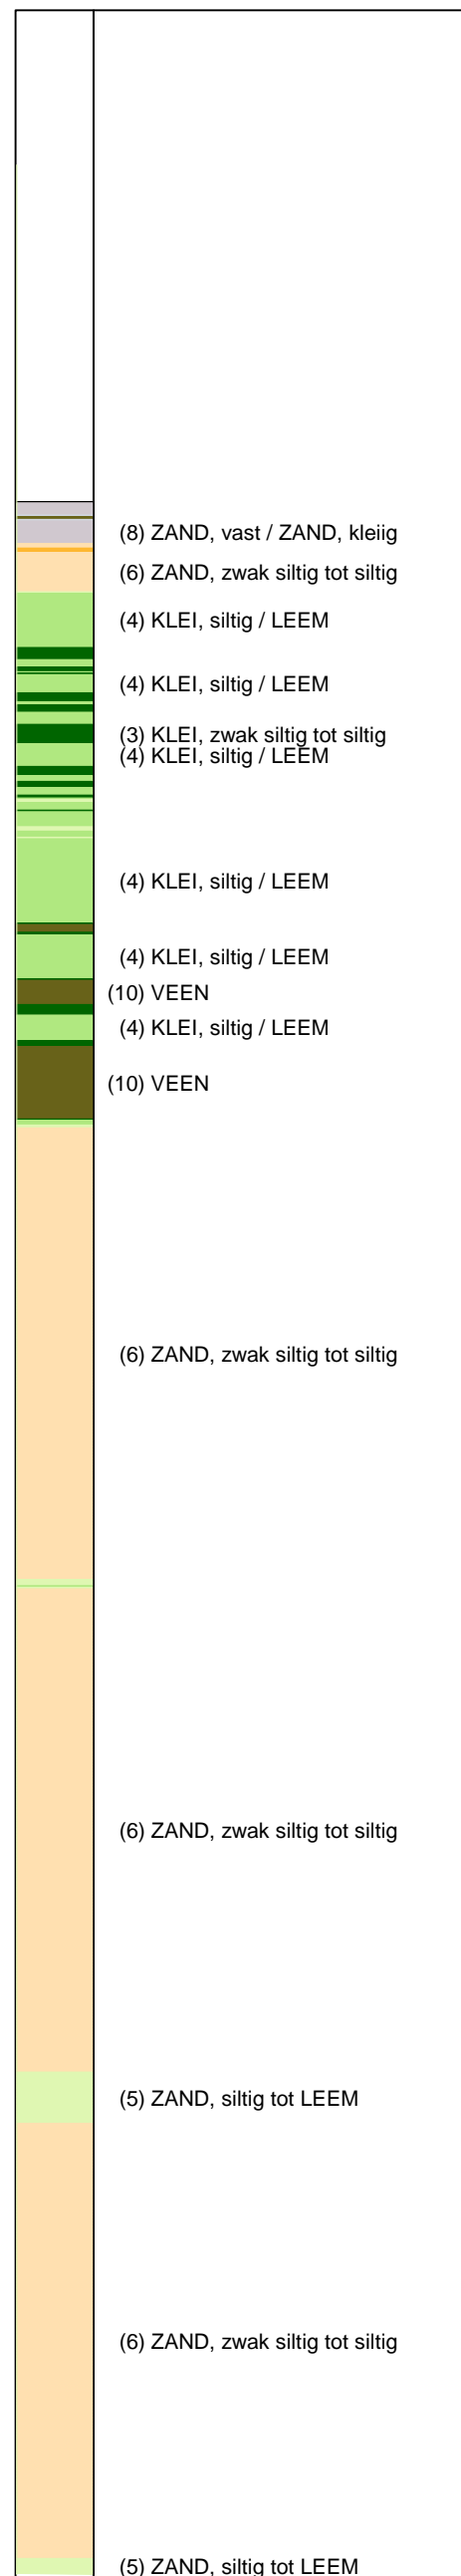 (8) ZAND, vast / ZAND, kleiig
(6) ZAND, zwak siltig tot siltig
(4) KLEI, siltig / LEEM
(4) KLEI, siltig / LEEM
(3) KLEI, zwak siltig tot siltig
(4) KLEI, siltig / LEEM
(4) KLEI, siltig / LEEM
(4) KLEI, siltig / LEEM
(10) VEEN
(4) KLEI, siltig / LEEM
(10) VEEN
(6) ZAND, zwak siltig tot siltig
(6) ZAND, zwak siltig tot siltig
(5) ZAND, siltig tot LEEM
(6) ZAND, zwak siltig tot siltig
(5) ZAND, siltig tot LEEM